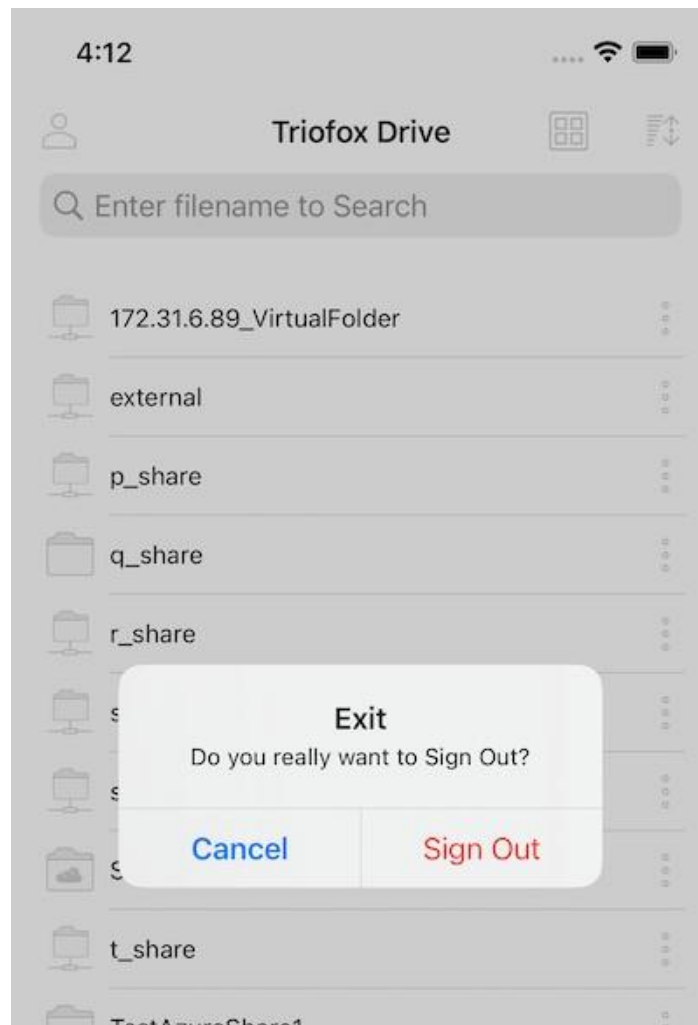 4:12
Triofox Drive
Enter filename to Search
172.31.6.89_VirtualFolder
external
p_share
q_share
r_share
Exit
Do you really want to Sign Out?
Cancel
Sign Out
t_share
TestAzureShare1